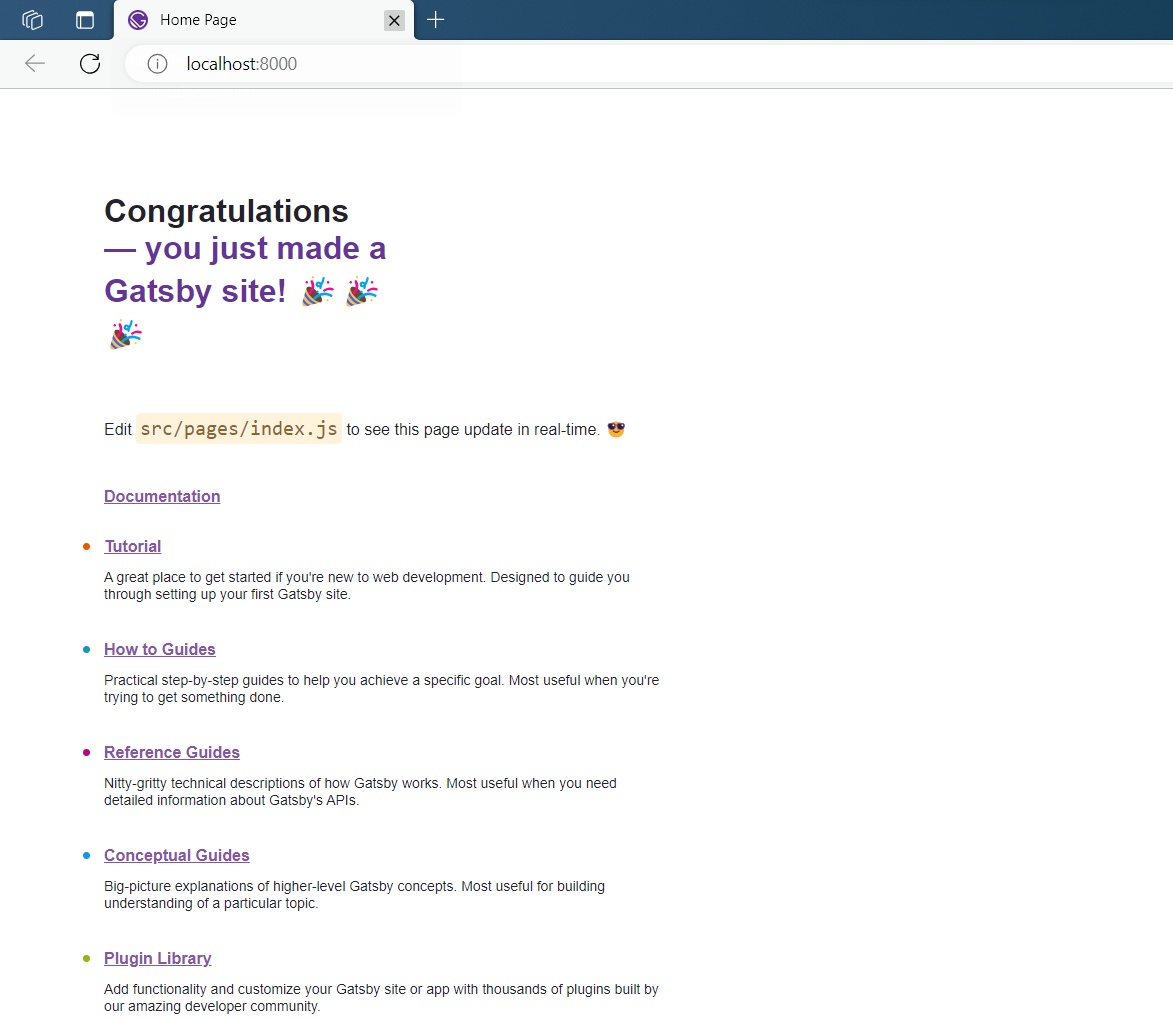 Home Page
localhost:8000
Congratulations
— you just made a
Gatsby site! 🎉 🎉
🎉
Edit src/pages/index.js to see this page update in real-time. 😎
Documentation
Tutorial
A great place to get started if you're new to web development. Designed to guide you
through setting up your first Gatsby site.
How to Guides
Practical step-by-step guides to help you achieve a specific goal. Most useful when you're
trying to get something done.
Reference Guides
Nitty-gritty technical descriptions of how Gatsby works. Most useful when you need
detailed information about Gatsby's APIs.
Conceptual Guides
Big-picture explanations of higher-level Gatsby concepts. Most useful for building
understanding of a particular topic.
Plugin Library
Add functionality and customize your Gatsby site or app with thousands of plugins built by
our amazing developer community.